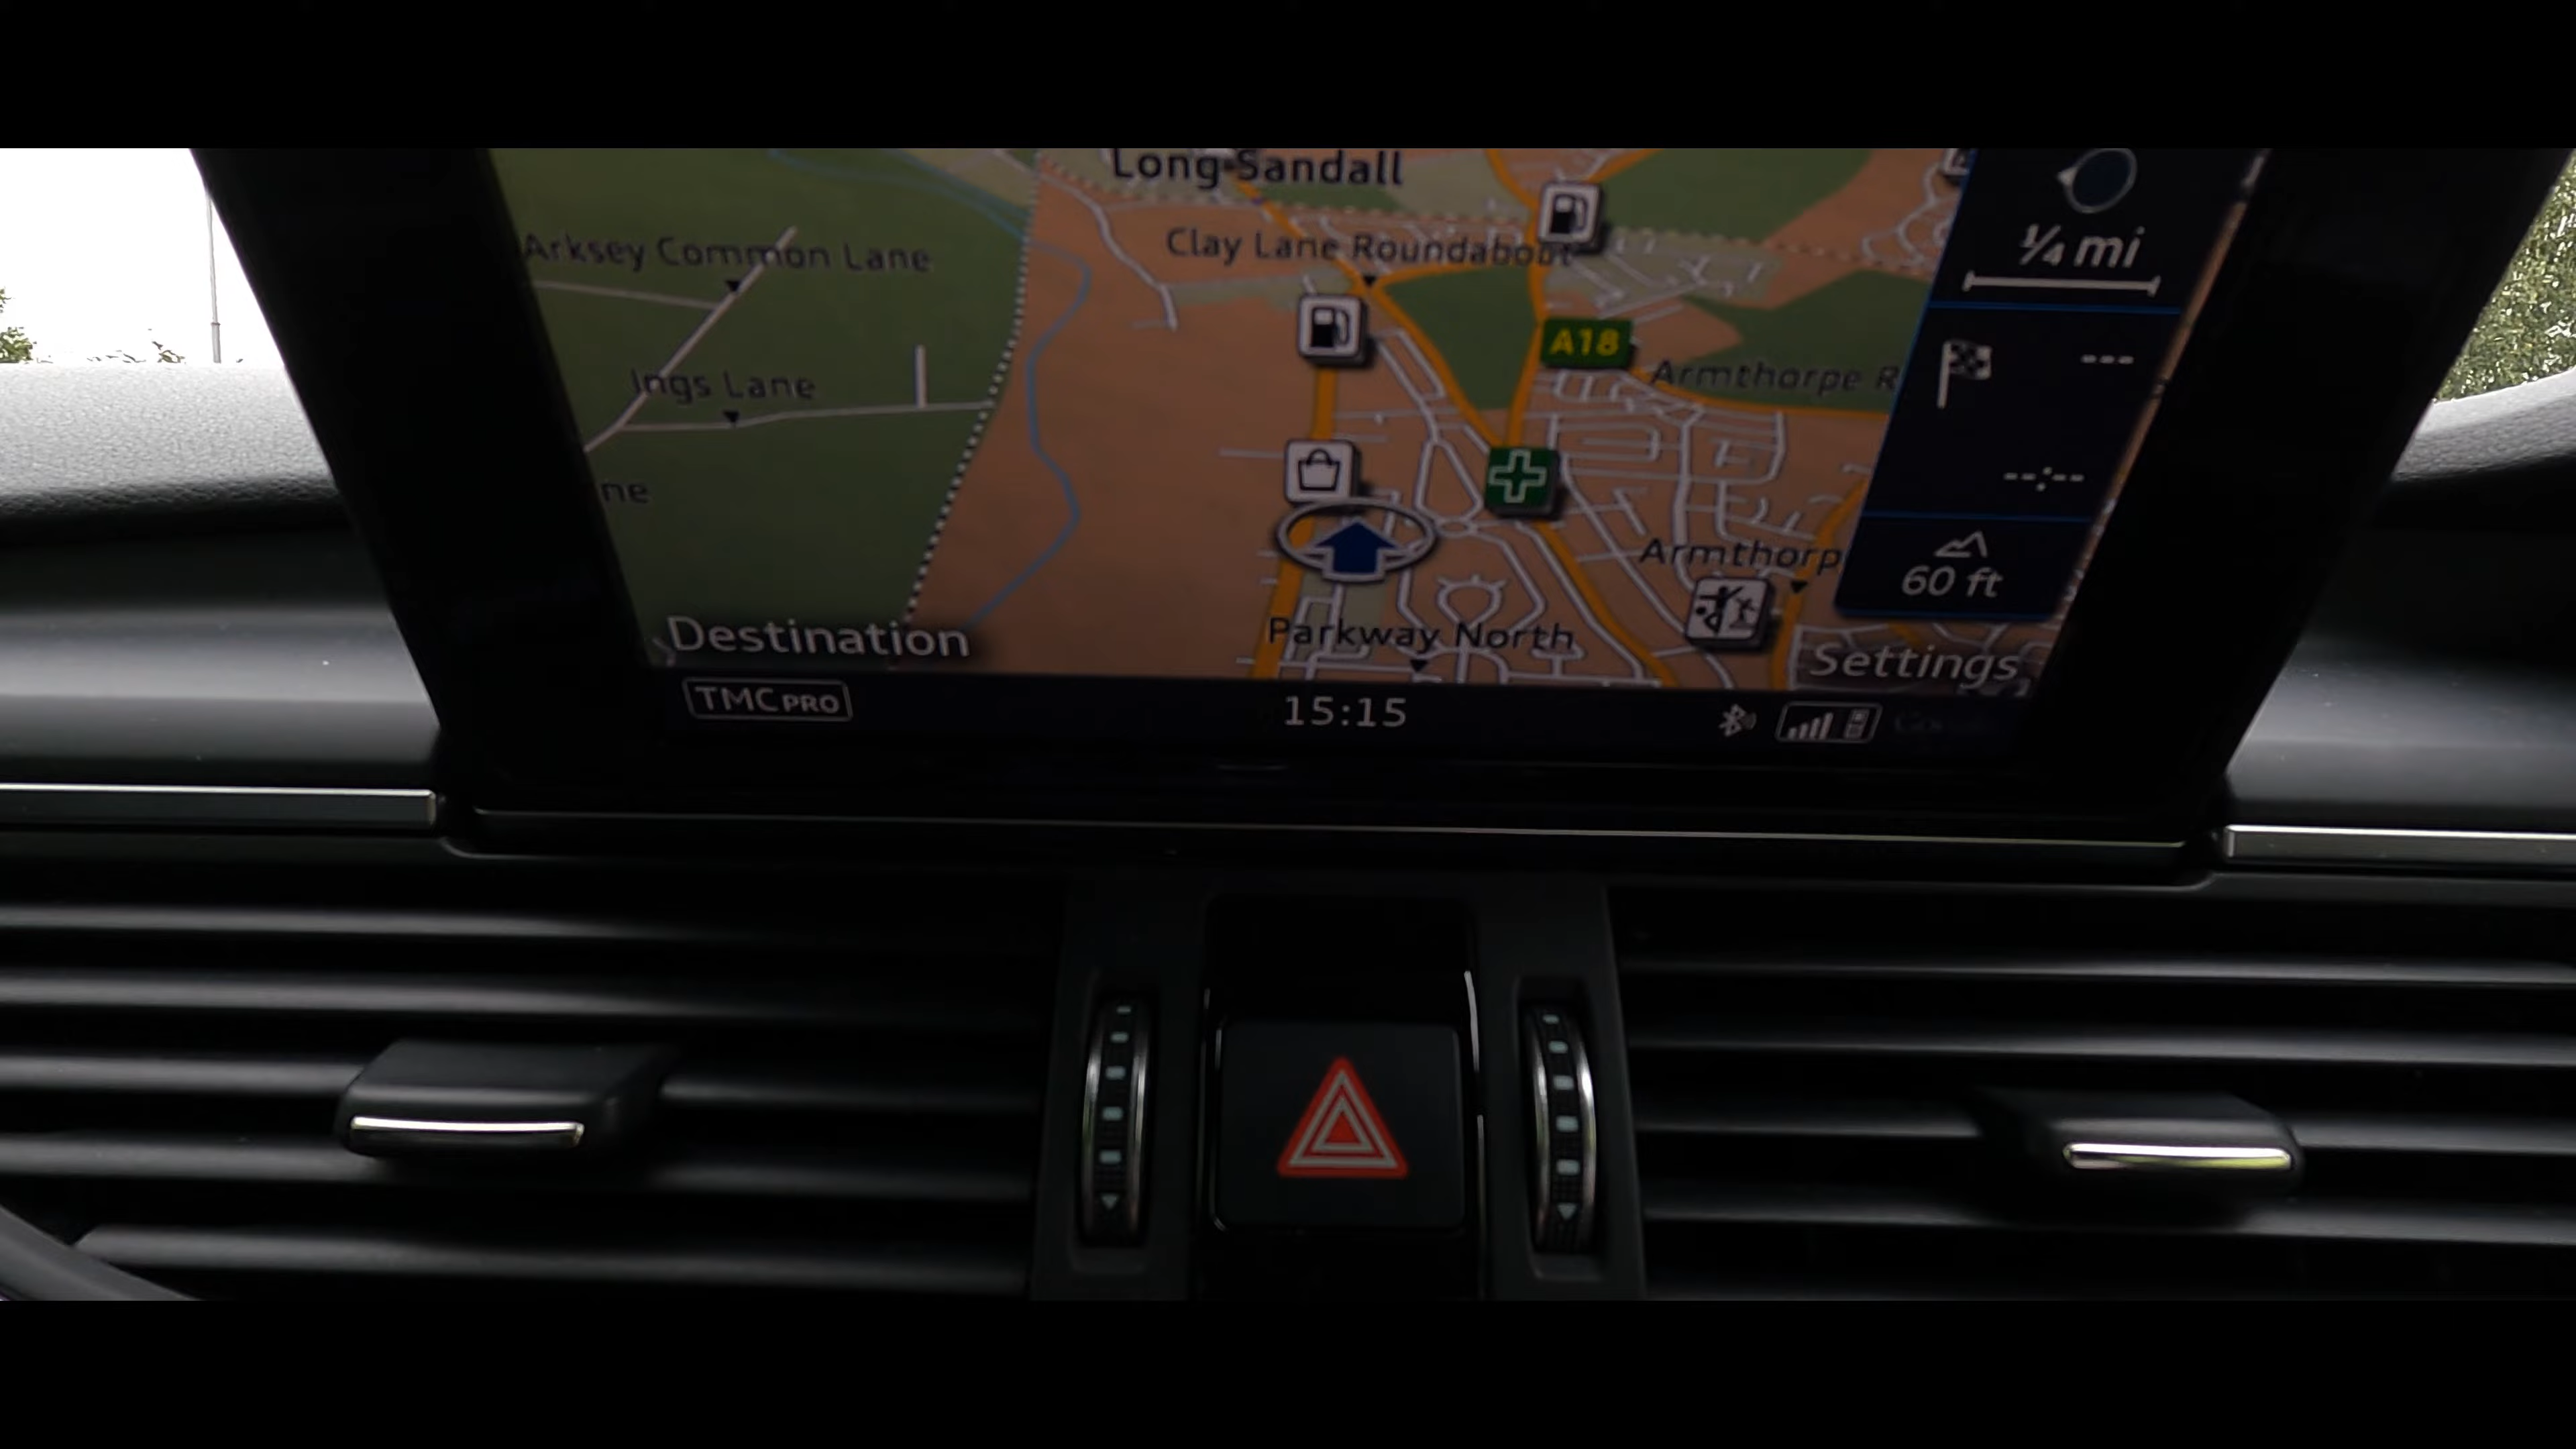 Long Sandall
Arksey Common Lane
Clay Lane Roundabout
¼ mi
A18
Armthorpe R
---
Ings Lane
--:--
ne
Armthorp
60 ft
Destination
Parkway North
Settings
TMC PRO
15:15